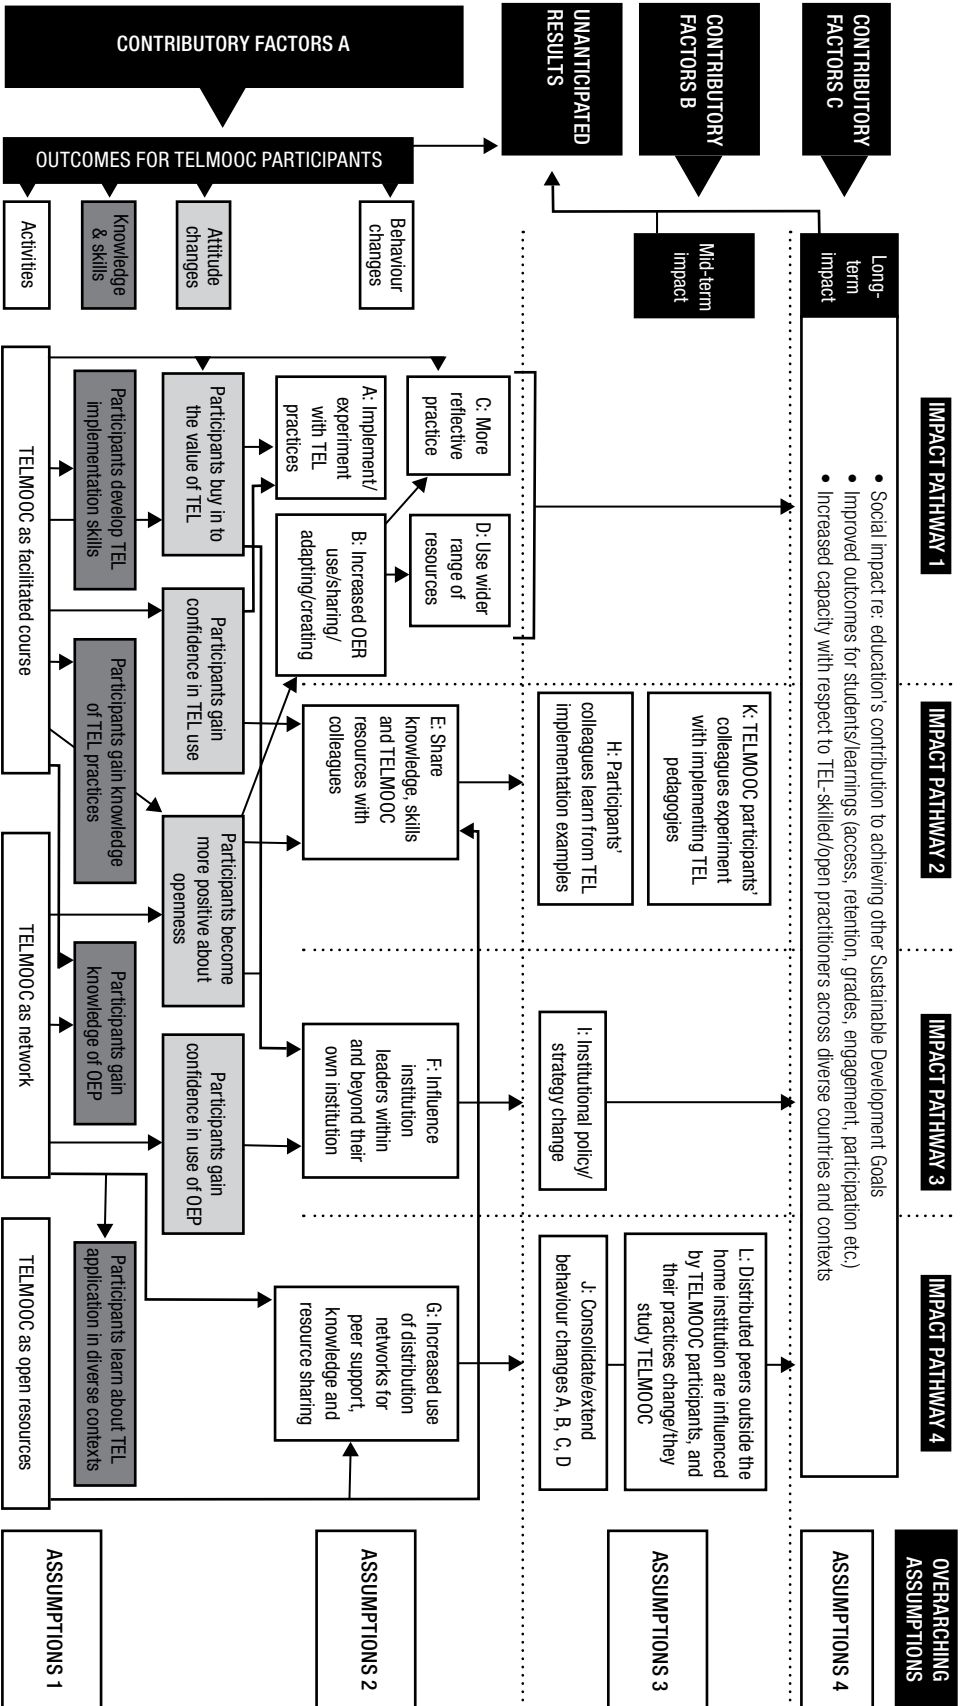 IMPACT PATHWAY 1
IMPACT PATHWAY 2
IMPACT PATHWAY 3
IMPACT PATHWAY 4
OVERARCHING
ASSUMPTIONS
CONTRIBUTORY
FACTORS C
Long-
term
impact
• Social impact re: education's contribution to achieving other Sustainable Development Goals
• Improved outcomes for students/learnings (access, retention, grades, engagement, participation etc.)
• Increased capacity with respect to TEL-skilled/open practitioners across diverse countries and contexts
ASSUMPTIONS 4
CONTRIBUTORY
FACTORS B
Mid-term
impact
K: TELMOOC participants'
colleagues experiment
with implementing TEL
pedagogies
H: Participants'
colleagues learn from TEL
implementation examples
I: Institutional policy/
strategy change
L: Distributed peers outside the
home institution are influenced
by TELMOOC participants, and
their practices change/they
study TELMOOC
J: Consolidate/extend
behaviour changes A, B, C, D
ASSUMPTIONS 3
UNANTICIPATED
RESULTS
CONTRIBUTORY FACTORS A
OUTCOMES FOR TELMOOC PARTICIPANTS
Behaviour
changes
C: More
reflective
practice
D: Use wider
range of
resources
A: Implement/
experiment
with TEL
practices
B: Increased OER
use/sharing/
adapting/creating
E: Share
knowledge, skills
and TELMOOC
resources with
colleagues
F: Influence
leaders within
institution
and beyond their
own institution
G: Increased use
of distribution
networks for
peer support,
knowledge and
resource sharing
ASSUMPTIONS 2
Attitude
changes
Participants buy in to
the value of TEL
Participants gain
confidence in TEL use
Participants become
more positive about
openness
Participants gain
confidence in use of OEP
Knowledge
& skills
Participants develop TEL
implementation skills
Participants gain knowledge
of TEL practices
Participants gain
knowledge of OEP
Participants learn about TEL
application in diverse contexts
ASSUMPTIONS 1
Activities
TELMOOC as facilitated course
TELMOOC as network
TELMOOC as open resources